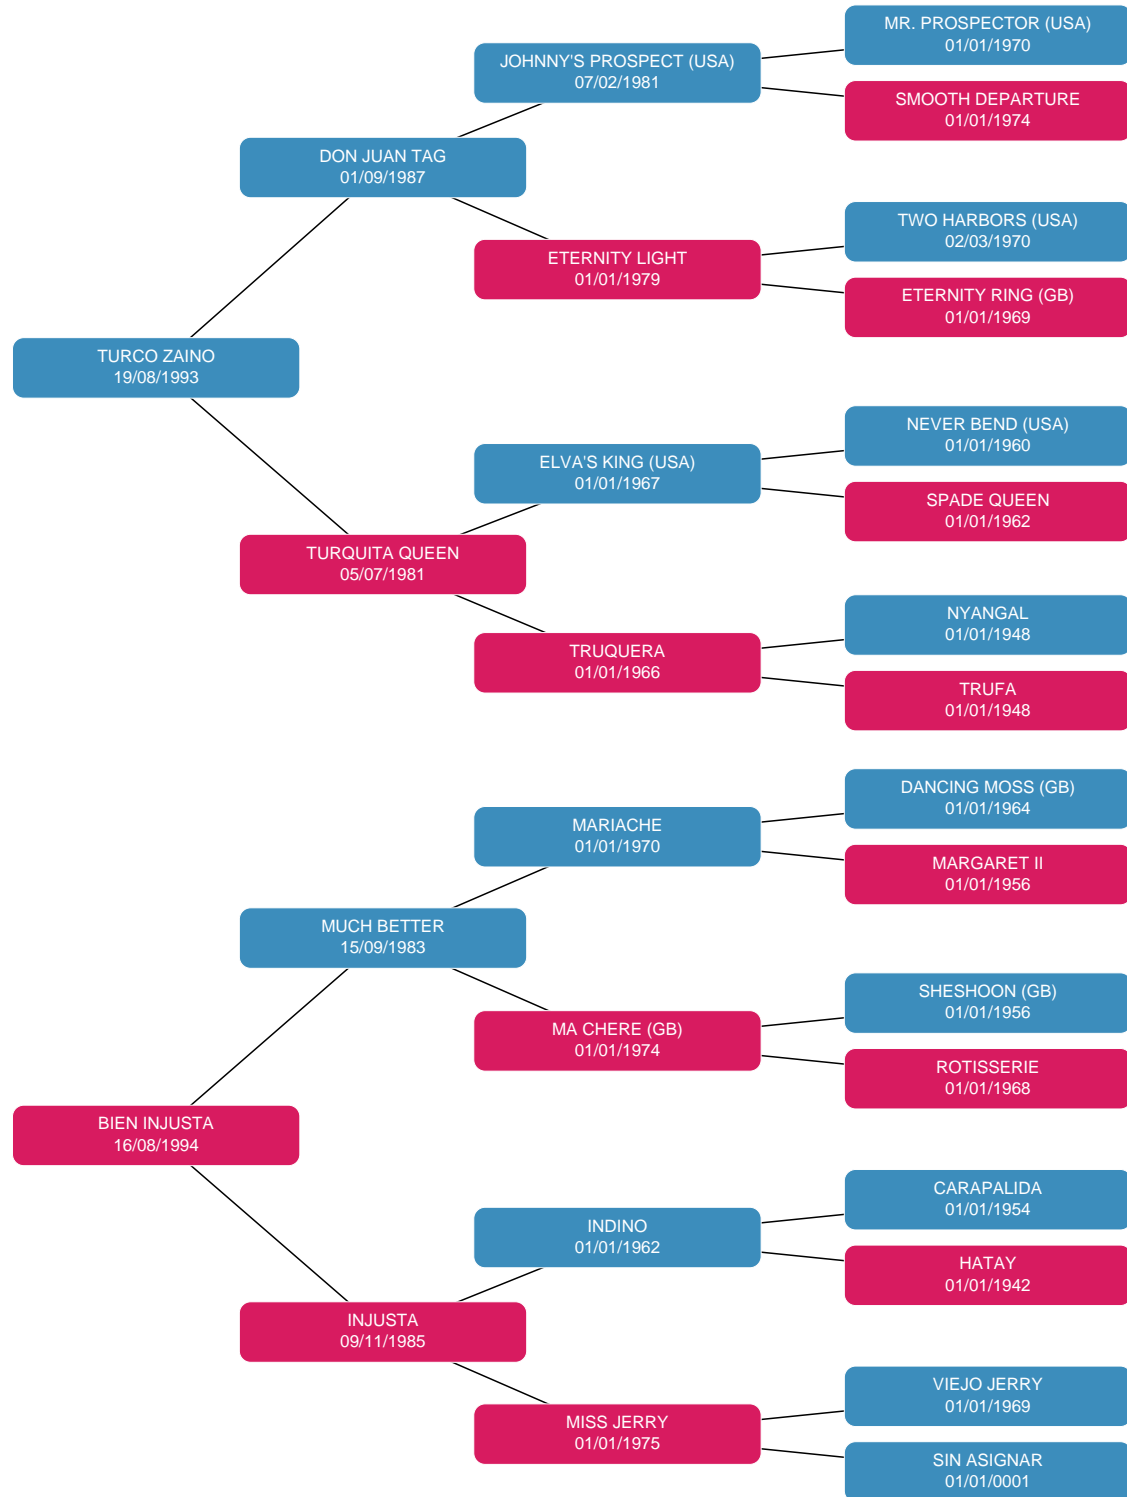 MR. PROSPECTOR (USA)
01/01/1970
JOHNNY'S PROSPECT (USA)
07/02/1981
SMOOTH DEPARTURE
01/01/1974
DON JUAN TAG
01/09/1987
TWO HARBORS (USA)
02/03/1970
ETERNITY LIGHT
01/01/1979
ETERNITY RING (GB)
01/01/1969
TURCO ZAINO
19/08/1993
NEVER BEND (USA)
01/01/1960
ELVA'S KING (USA)
01/01/1967
SPADE QUEEN
01/01/1962
TURQUITA QUEEN
05/07/1981
NYANGAL
01/01/1948
TRUQUERA
01/01/1966
TRUFA
01/01/1948
DANCING MOSS (GB)
01/01/1964
MARIACHE
01/01/1970
MARGARET II
01/01/1956
MUCH BETTER
15/09/1983
SHESHOON (GB)
01/01/1956
MA CHERE (GB)
01/01/1974
ROTISSERIE
01/01/1968
BIEN INJUSTA
16/08/1994
CARAPALIDA
01/01/1954
INDINO
01/01/1962
HATAY
01/01/1942
INJUSTA
09/11/1985
VIEJO JERRY
01/01/1969
MISS JERRY
01/01/1975
SIN ASIGNAR
01/01/0001